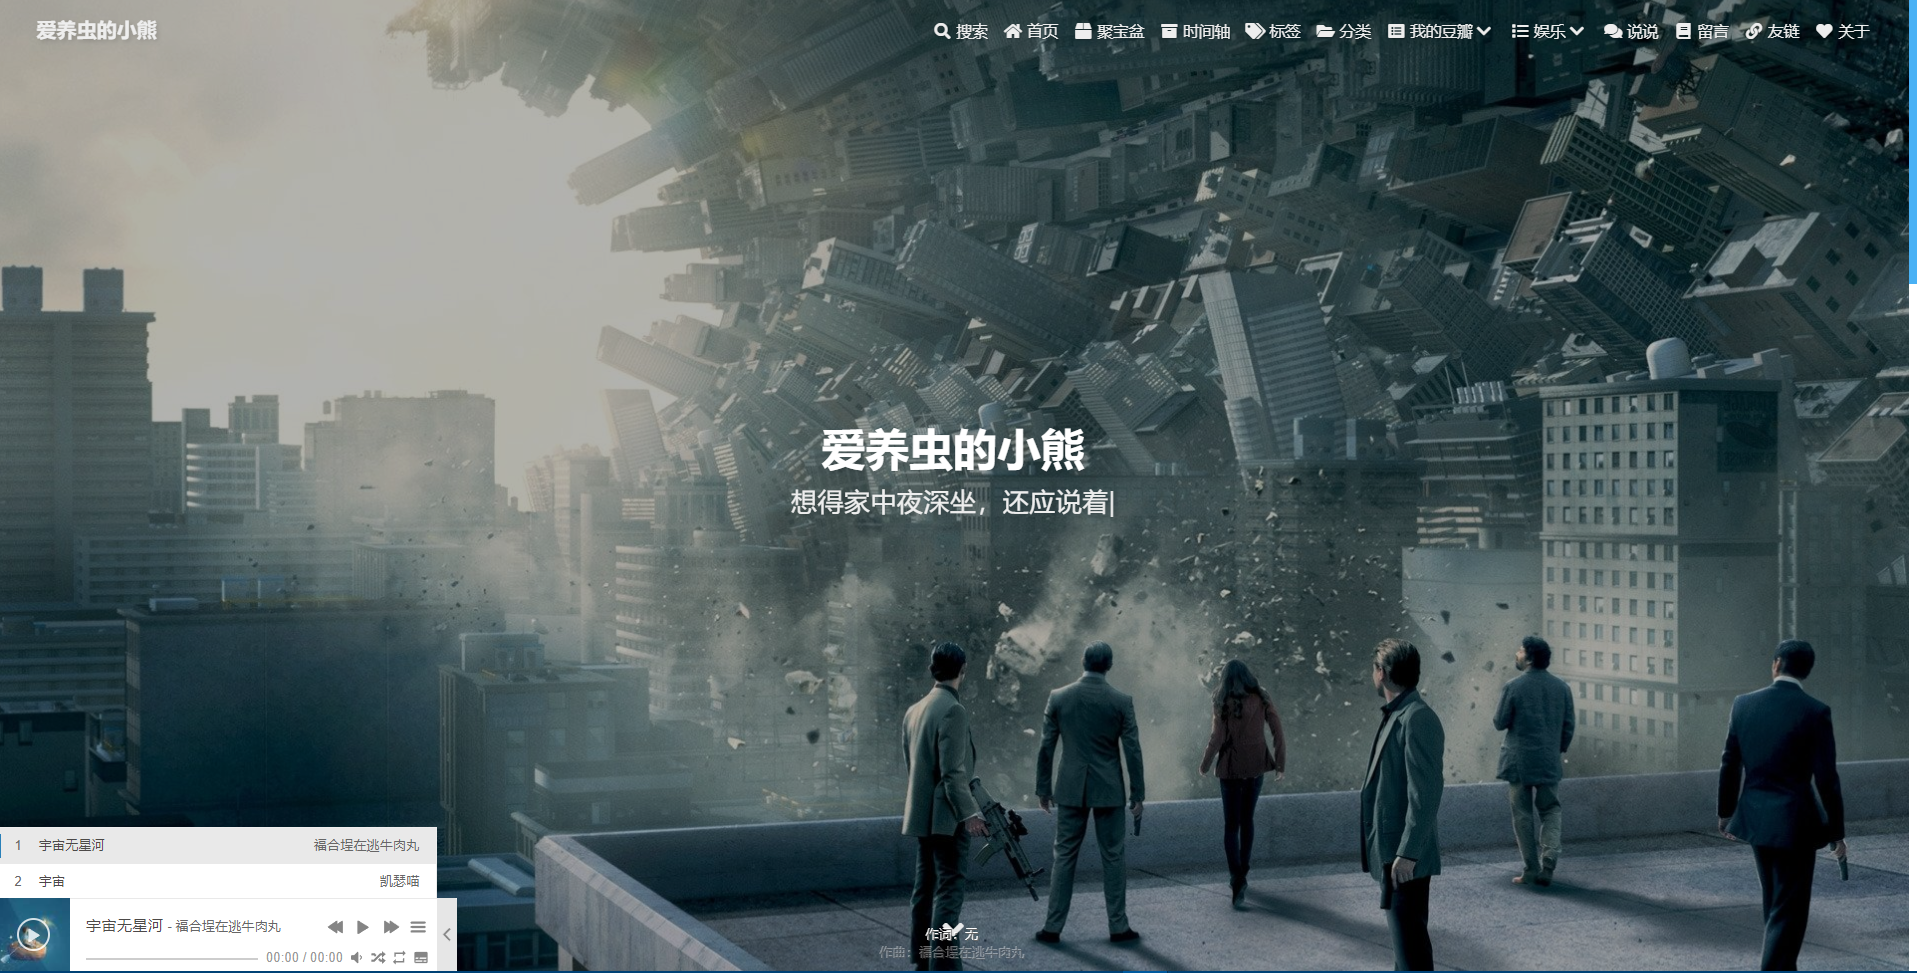 爱养虫的小熊
搜索 首页 聚宝盆 时间轴 标签 分类 我的豆瓣 娱乐 说说 留言 友链 关于
爱养虫的小熊
想得家中夜深坐，还应说着|
1 宇宙无星河 福合埕在逃牛肉丸
2 宇宙 凯瑟喵
宇宙无星河 - 福合埕在逃牛肉丸
00:00 / 00:00
作词：无
作曲：福合埕在逃牛肉丸